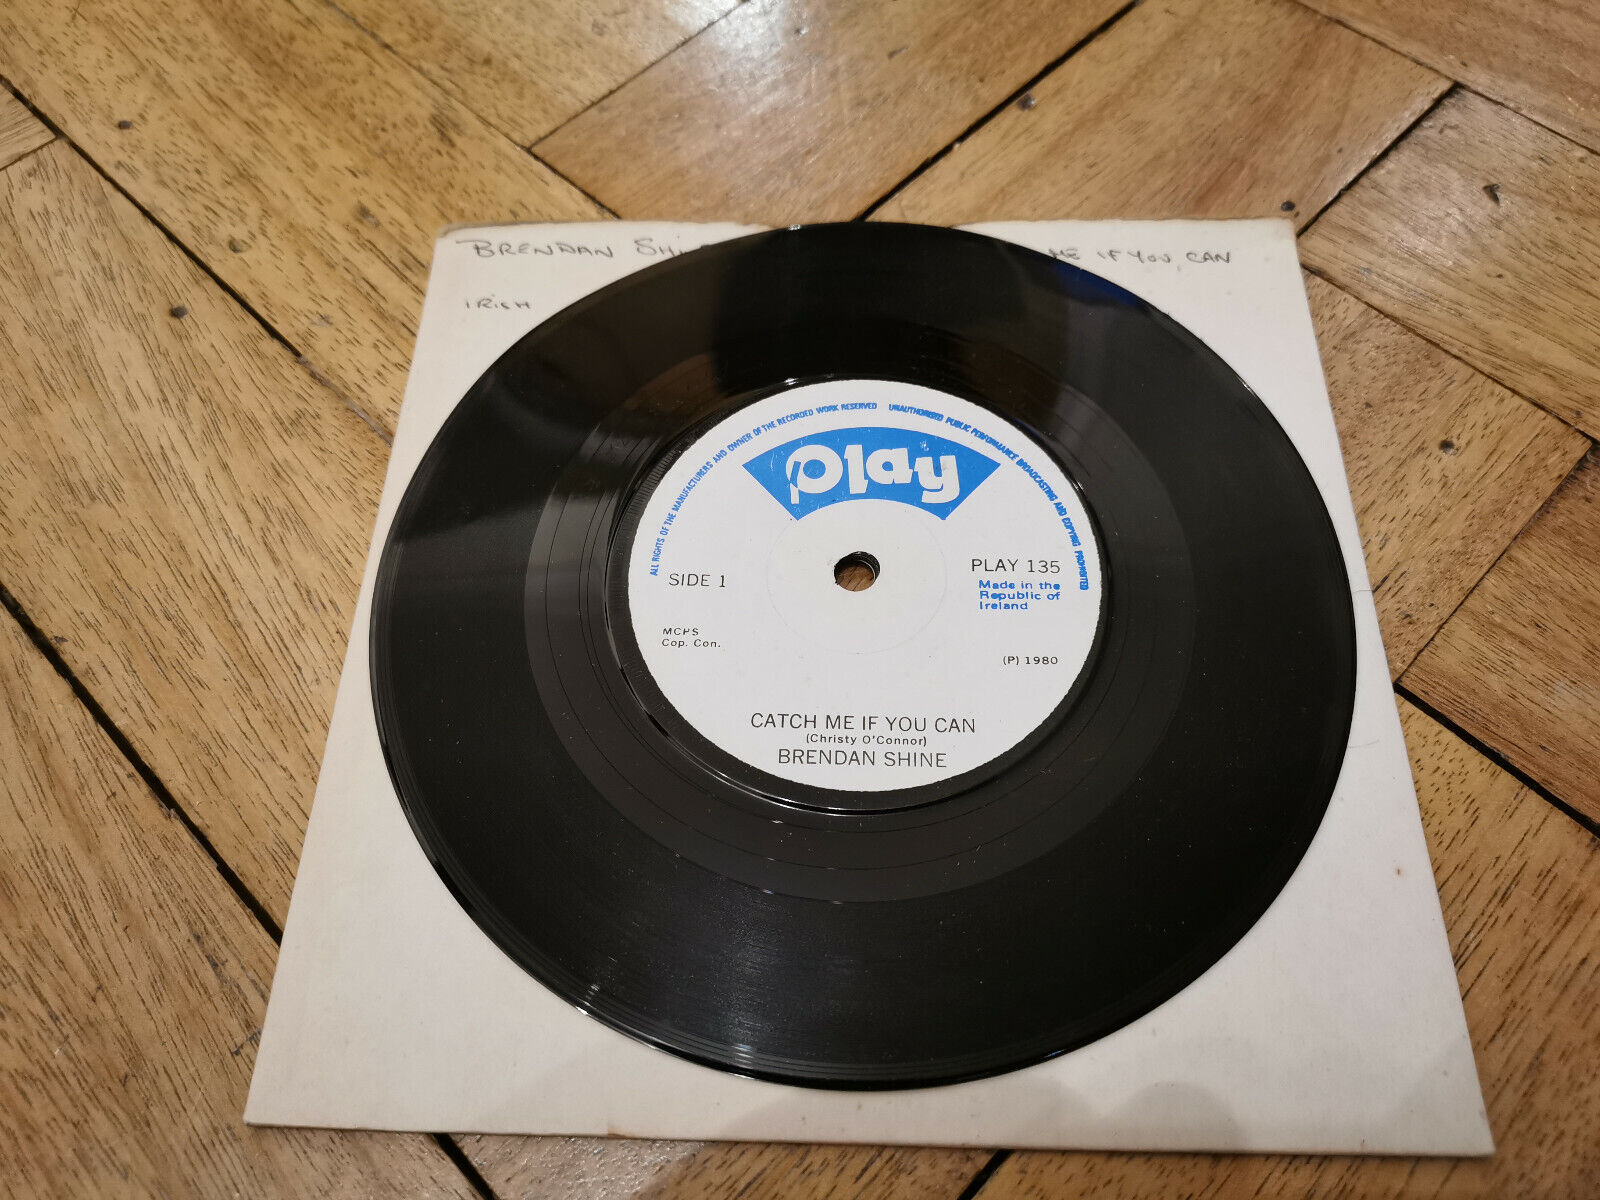 BRENDAN ME IF YOU CAN
IRISH
ALL RIGHTS OF THE MANUFACTURERS AND OWNER OF THE RECORDED WORK RESERVED UNAUTHORISED PUBLIC PERFORMANCE BROADCASTING AND COPYING PROHIBITED
Play
SIDE 1
PLAY 135
Made in the
Republic of
Ireland
MCPS
Cop. Con.
(P) 1980
CATCH ME IF YOU CAN
(Christy O'Connor)
BRENDAN SHINE